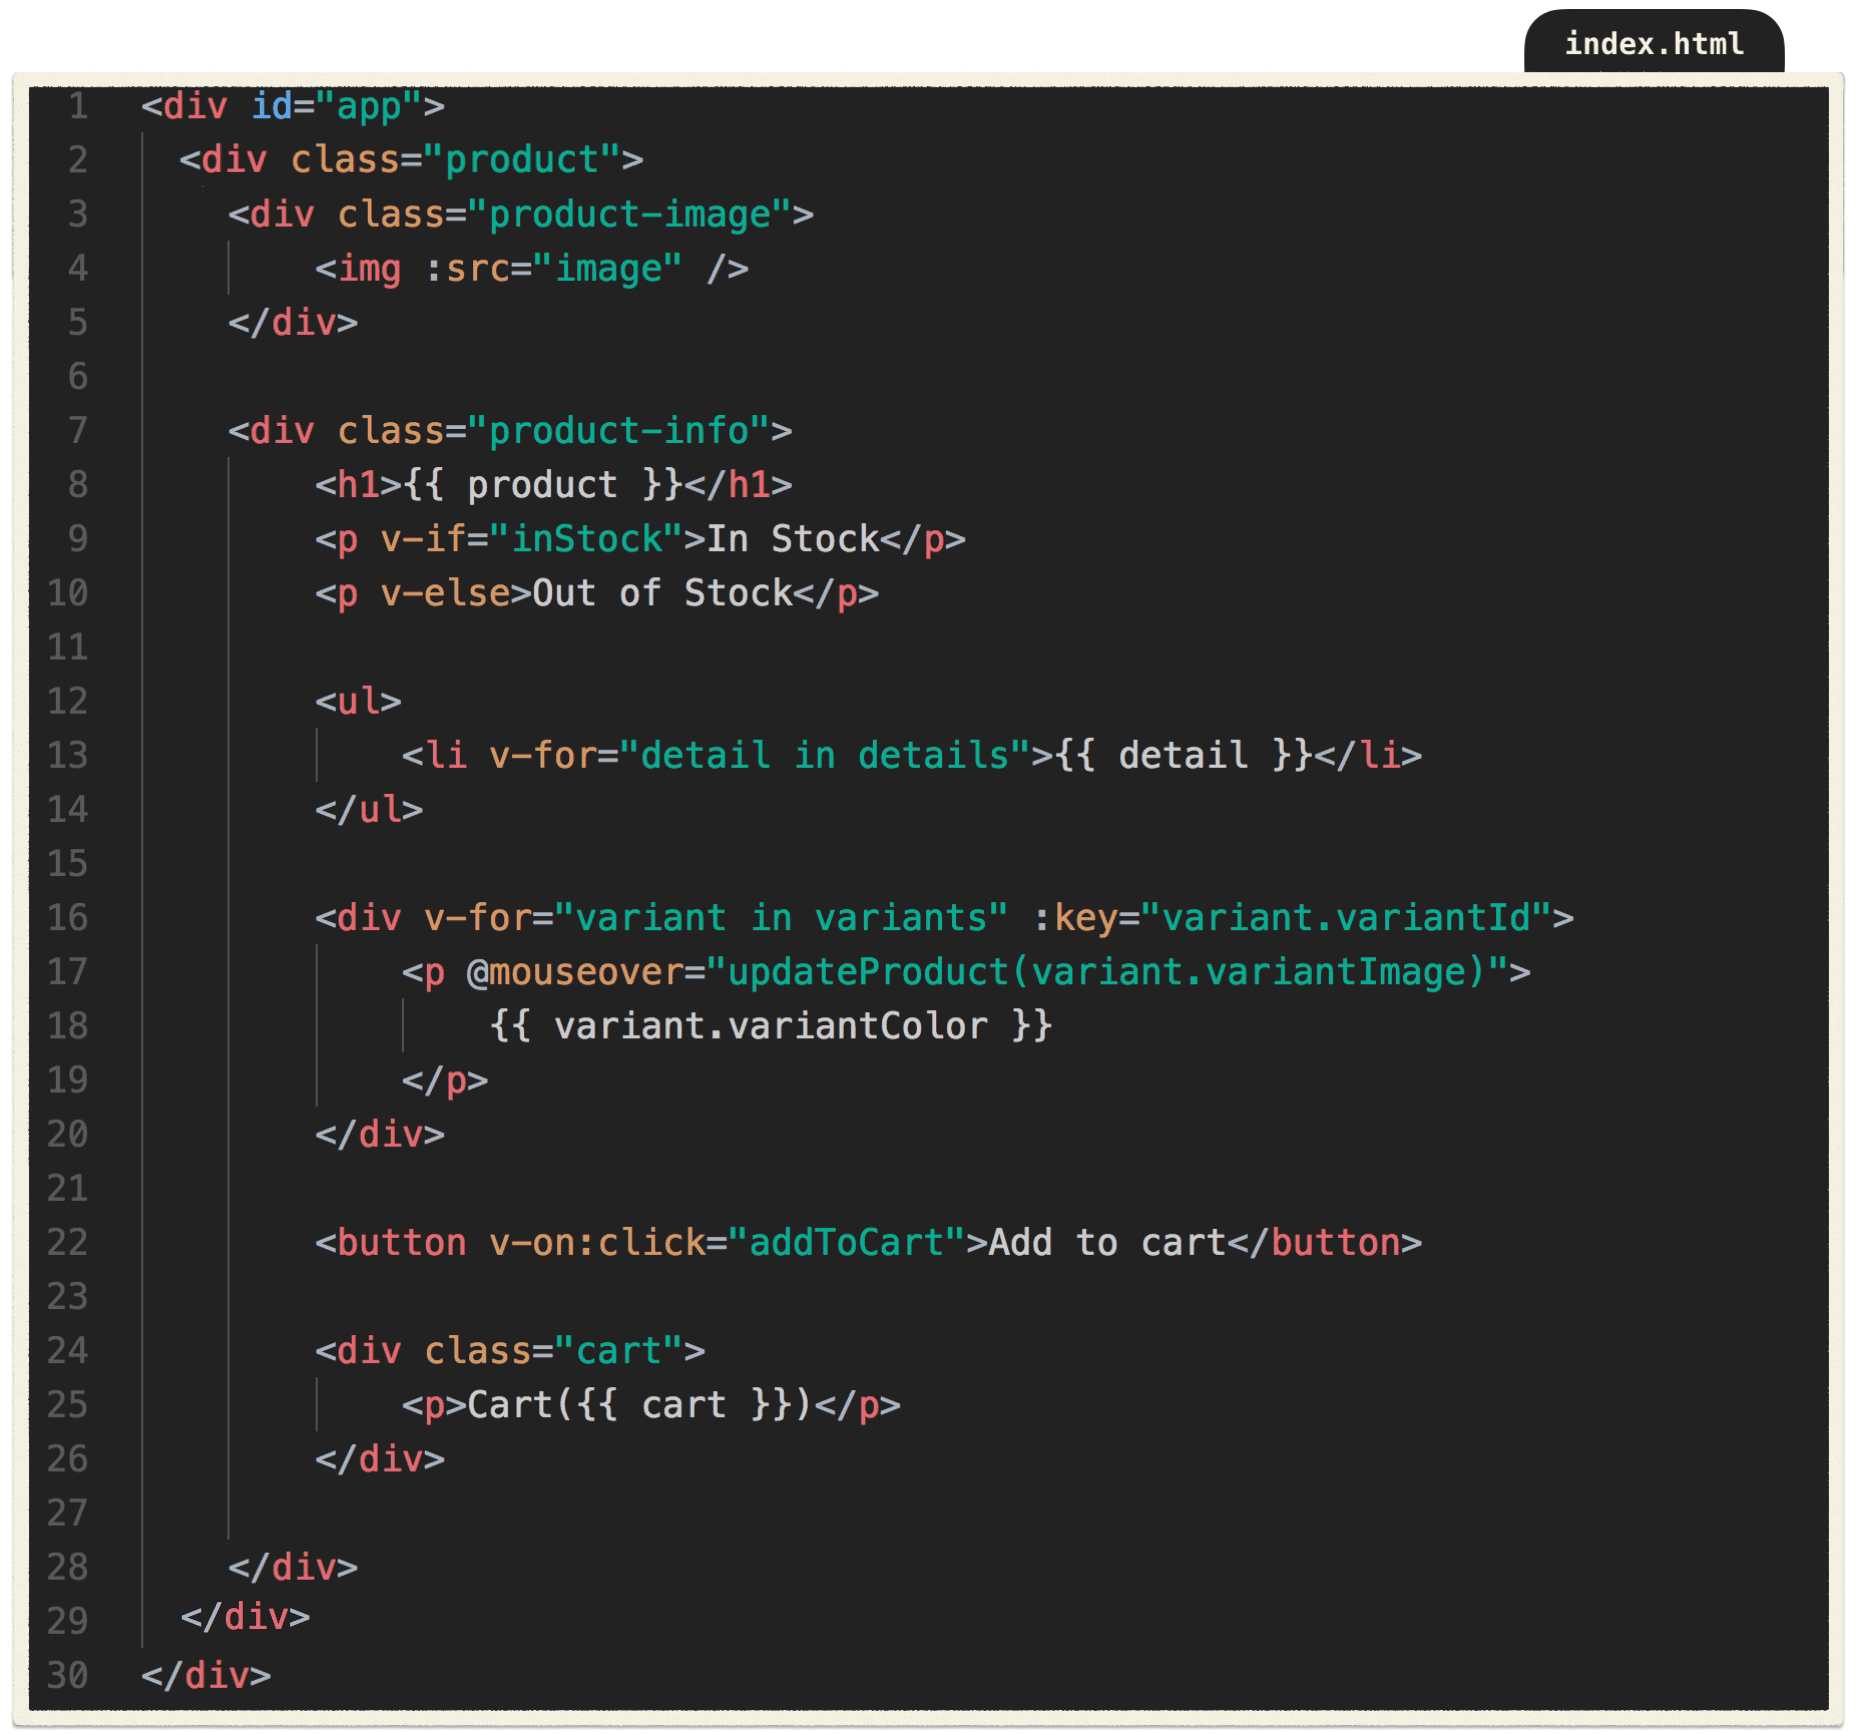 index.html
1 <div id="app">
2 <div class="product">
3 <div class="product-image">
4 <img :src="image" />
5 </div>
6
7 <div class="product-info">
8 <h1>{{ product }}</h1>
9 <p v-if="inStock">In Stock</p>
10 <p v-else>Out of Stock</p>
11
12 <ul>
13 <li v-for="detail in details">{{ detail }}</li>
14 </ul>
15
16 <div v-for="variant in variants" :key="variant.variantId">
17 <p @mouseover="updateProduct(variant.variantImage)">
18 {{ variant.variantColor }}
19 </p>
20 </div>
21
22 <button v-on:click="addToCart">Add to cart</button>
23
24 <div class="cart">
25 <p>Cart({{ cart }})</p>
26 </div>
27
28 </div>
29 </div>
30 </div>